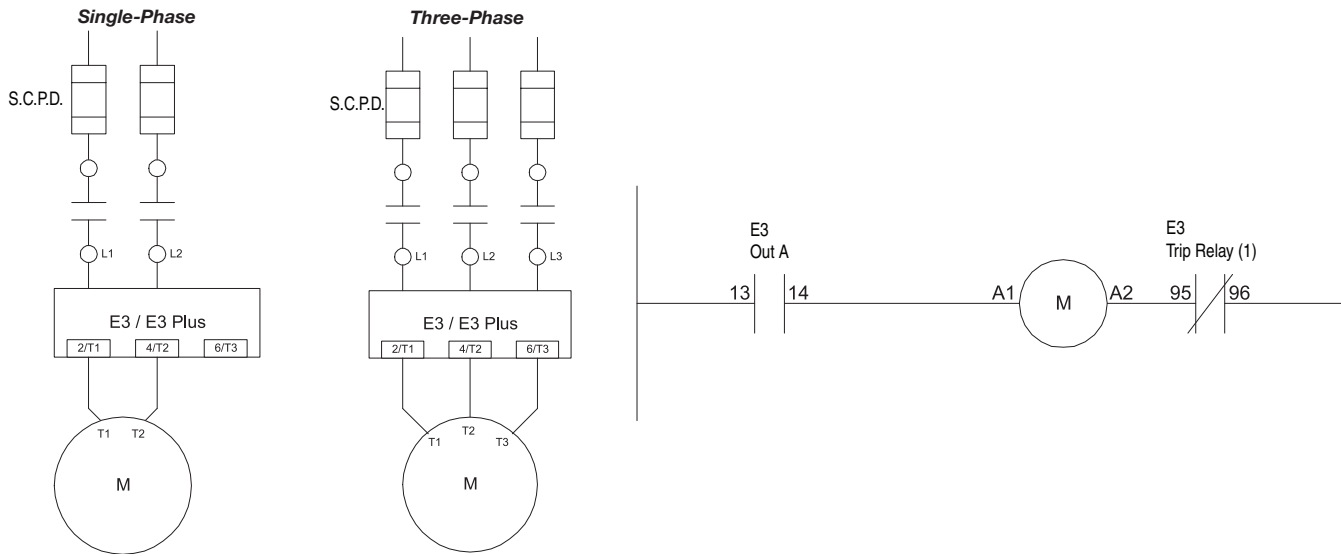 Single-Phase
S.C.P.D.
L1 L2
E3 / E3 Plus
2/T1 4/T2 6/T3
T1 T2
M
Three-Phase
S.C.P.D.
L1 L2 L3
E3 / E3 Plus
2/T1 4/T2 6/T3
T1 T2 T3
M
E3
Out A
13 14
A1 M A2
E3
Trip Relay (1)
95 96